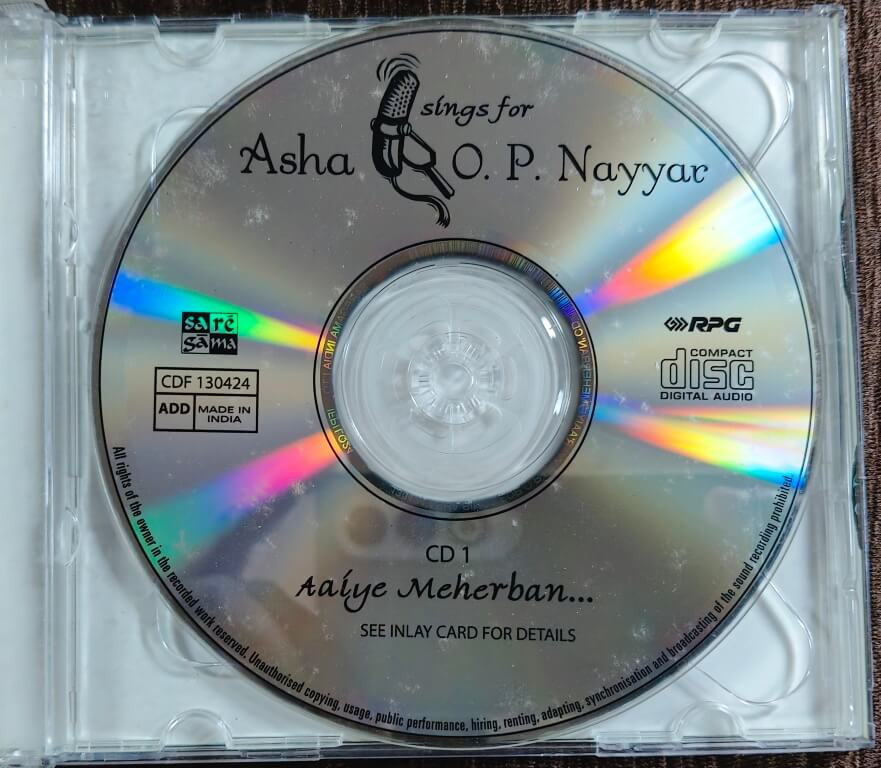 sings for
Asha O. P. Nayyar
sa rē
gā ma
RPG
CDF 130424
ADD MADE IN
INDIA
COMPACT
disc
DIGITAL AUDIO
CD 1
Aaiye Meherban...
SEE INLAY CARD FOR DETAILS
All rights of the owner in the recorded work reserved. Unauthorised copying, usage, public performance, hiring, renting, adapting, synchronisation and broadcasting of the sound recording prohibited.